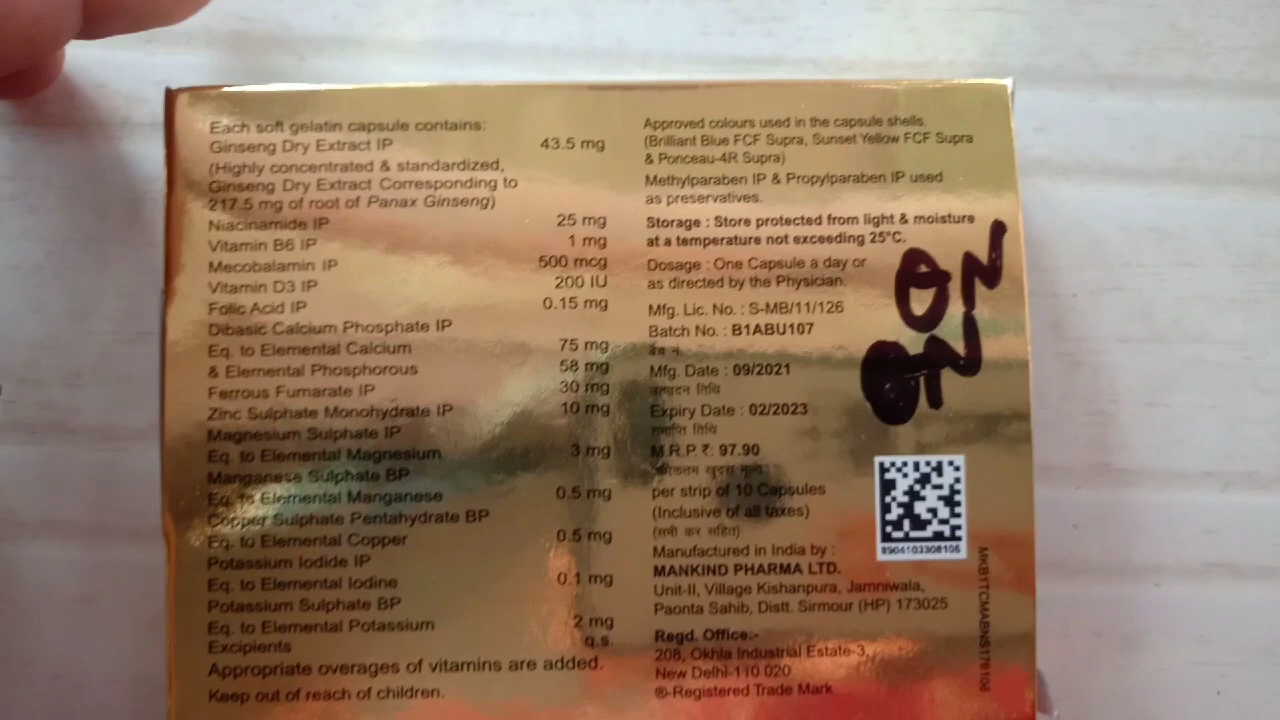 Each soft gelatin capsule contains:
Ginseng Dry Extract IP 43.5 mg
(Highly concentrated & standardized,
Ginseng Dry Extract Corresponding to
217.5 mg of root of Panax Ginseng)
Niacinamide IP 25 mg
Vitamin B6 IP 1 mg
Mecobalamin IP 500 mcg
Vitamin D3 IP 200 IU
Folic Acid IP 0.15 mg
Dibasic Calcium Phosphate IP
Eq. to Elemental Calcium 75 mg
& Elemental Phosphorous 58 mg
Ferrous Fumarate IP 30 mg
Zinc Sulphate Monohydrate IP 10 mg
Magnesium Sulphate IP
Eq. to Elemental Magnesium 3 mg
Manganese Sulphate BP
Eq. to Elemental Manganese 0.5 mg
Copper Sulphate Pentahydrate BP
Eq. to Elemental Copper 0.5 mg
Potassium Iodide IP
Eq. to Elemental Iodine 0.1 mg
Potassium Sulphate BP
Eq. to Elemental Potassium 2 mg
Excipients q.s.
Appropriate overages of vitamins are added.
Keep out of reach of children.
Approved colours used in the capsule shells.
(Brilliant Blue FCF Supra, Sunset Yellow FCF Supra
& Ponceau-4R Supra)
Methylparaben IP & Propylparaben IP used
as preservatives.
Storage : Store protected from light & moisture
at a temperature not exceeding 25°C.
Dosage : One Capsule a day or
as directed by the Physician.
Mfg. Lic. No. : S-MB/11/126
Batch No. : B1ABU107
बैच नं.
Mfg. Date : 09/2021
उत्पादन तिथि
Expiry Date : 02/2023
समाप्ति तिथि
M.R.P. ₹: 97.90
अधिकतम खुदरा मूल्य
per strip of 10 Capsules
(Inclusive of all taxes)
(सभी कर सहित)
Manufactured in India by :
MANKIND PHARMA LTD.
Unit-II, Village Kishanpura, Jamniwala,
Paonta Sahib, Distt. Sirmour (HP) 173025
Regd. Office:-
208, Okhla Industrial Estate-3,
New Delhi-110 020
®-Registered Trade Mark
8904103308106